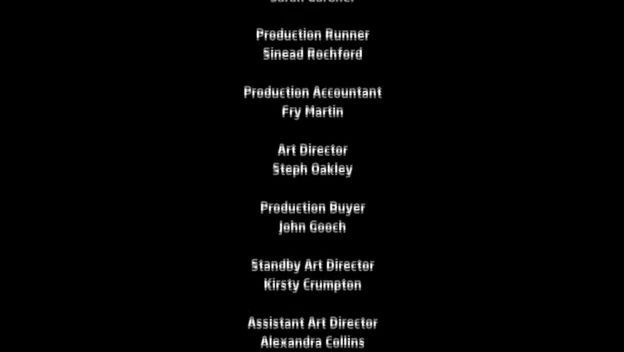 Production Runner
Sinead Rochford
Production Accountant
Fry Martin
Art Director
Steph Oakley
Production Buyer
John Gooch
Standby Art Director
Kirsty Crumpton
Assistant Art Director
Alexandra Collins